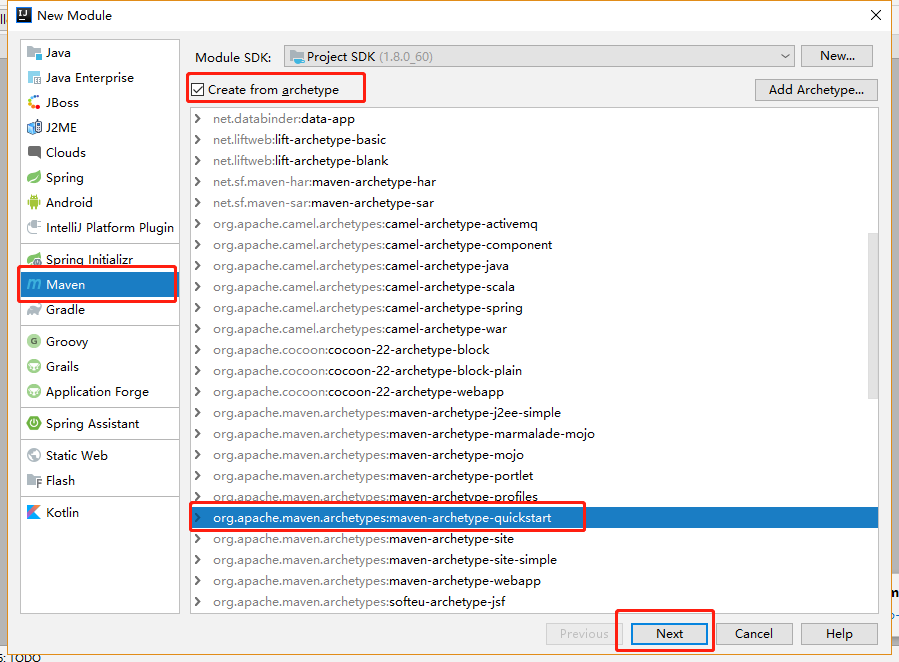 New Module
Java
Java Enterprise
JBoss
J2ME
Clouds
Spring
Android
IntelliJ Platform Plugin
Spring Initializr
Maven
Gradle
Groovy
Grails
Application Forge
Spring Assistant
Static Web
Flash
Kotlin
Module SDK: Project SDK (1.8.0_60) New...
Create from archetype Add Archetype...
net.databinder:data-app
net.liftweb:lift-archetype-basic
net.liftweb:lift-archetype-blank
net.sf.maven-har:maven-archetype-har
net.sf.maven-sar:maven-archetype-sar
org.apache.camel.archetypes:camel-archetype-activemq
org.apache.camel.archetypes:camel-archetype-component
org.apache.camel.archetypes:camel-archetype-java
org.apache.camel.archetypes:camel-archetype-scala
org.apache.camel.archetypes:camel-archetype-spring
org.apache.camel.archetypes:camel-archetype-war
org.apache.cocoon:cocoon-22-archetype-block
org.apache.cocoon:cocoon-22-archetype-block-plain
org.apache.cocoon:cocoon-22-archetype-webapp
org.apache.maven.archetypes:maven-archetype-j2ee-simple
org.apache.maven.archetypes:maven-archetype-marmalade-mojo
org.apache.maven.archetypes:maven-archetype-mojo
org.apache.maven.archetypes:maven-archetype-portlet
org.apache.maven.archetypes:maven-archetype-profiles
org.apache.maven.archetypes:maven-archetype-quickstart
org.apache.maven.archetypes:maven-archetype-site
org.apache.maven.archetypes:maven-archetype-site-simple
org.apache.maven.archetypes:maven-archetype-webapp
org.apache.maven.archetypes:softeu-archetype-jsf
Previous Next Cancel Help
TODO